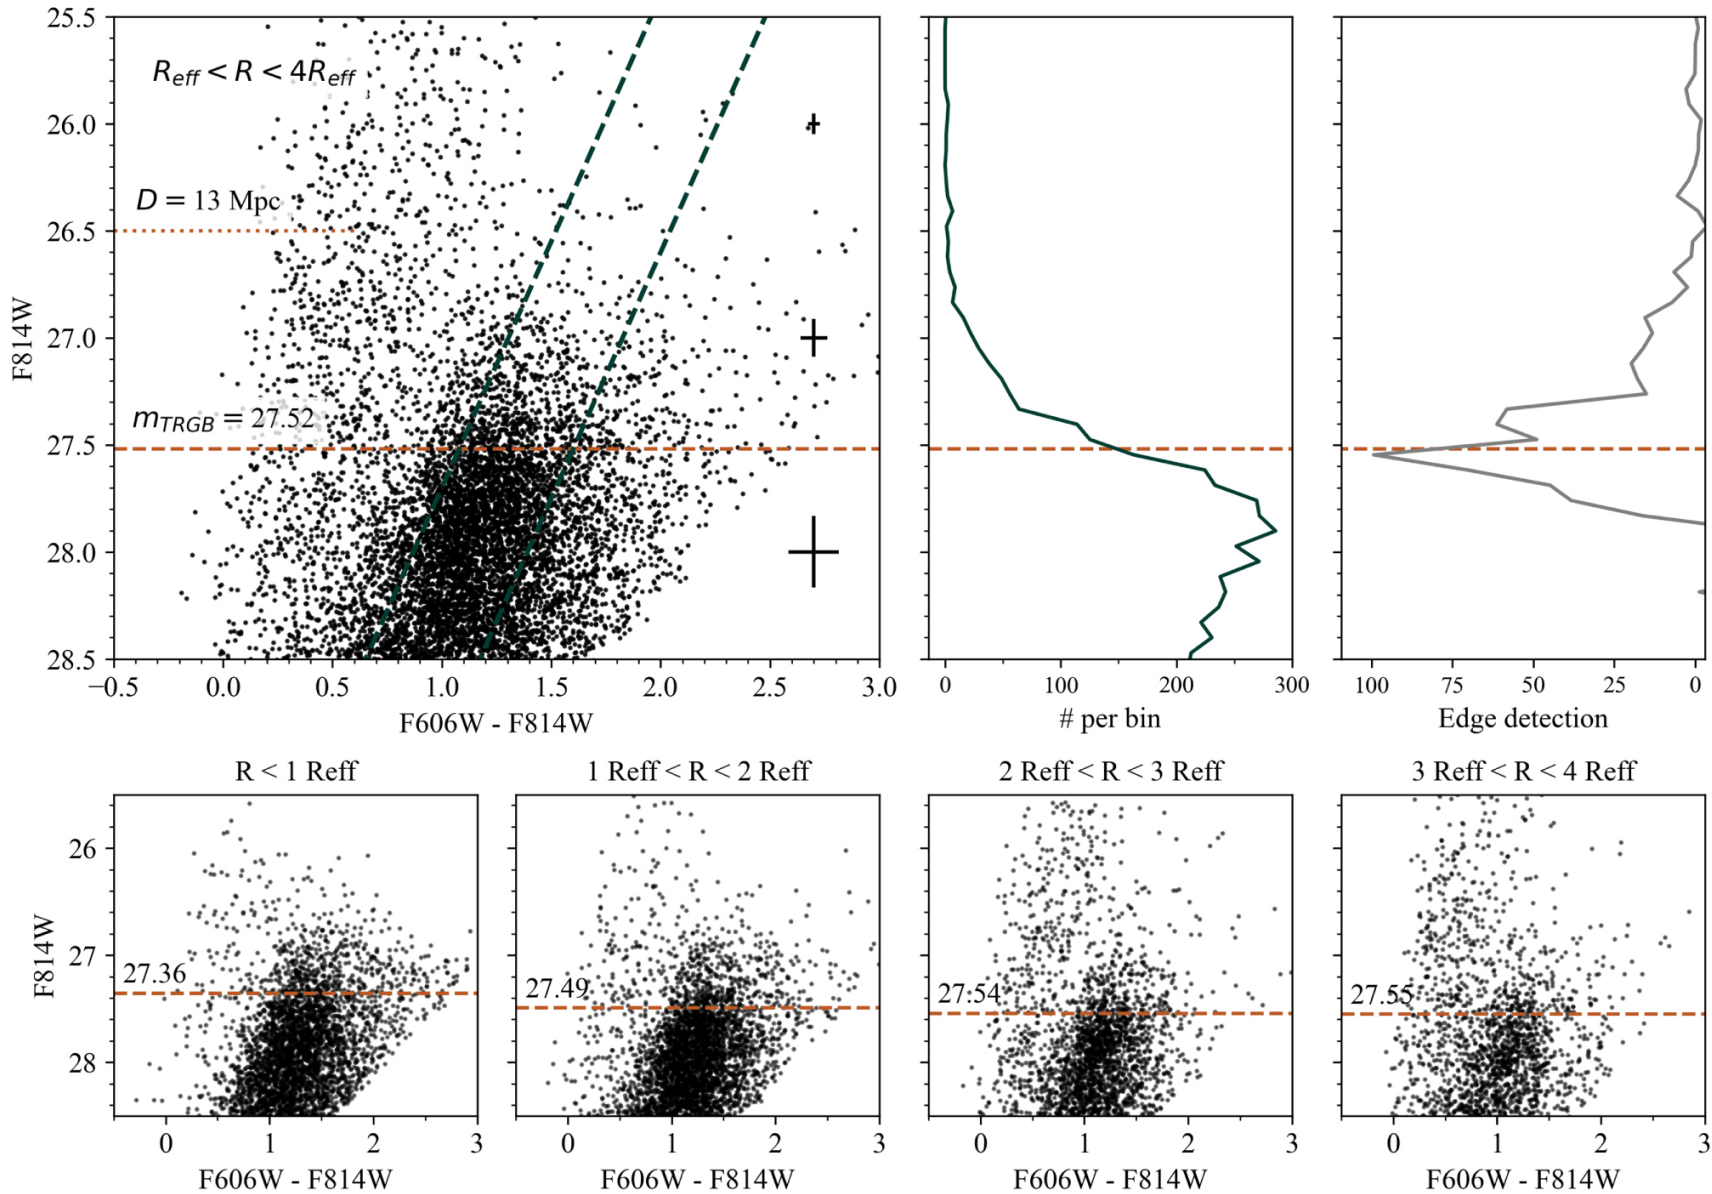 25.5
26.0
26.5
27.0
27.5
28.0
28.5
F814W
R_eff < R < 4R_eff
D = 13 Mpc
m_TRGB = 27.52
−0.5 0.0 0.5 1.0 1.5 2.0 2.5 3.0
F606W - F814W
0 100 200 300
# per bin
100 75 50 25 0
Edge detection
R < 1 Reff
1 Reff < R < 2 Reff
2 Reff < R < 3 Reff
3 Reff < R < 4 Reff
26
27
28
F814W
27.36
27.49
27.54
27.55
0 1 2 3
F606W - F814W
0 1 2 3
F606W - F814W
0 1 2 3
F606W - F814W
0 1 2 3
F606W - F814W